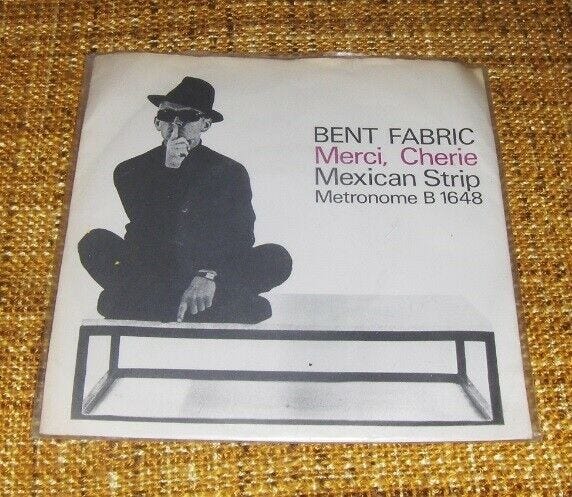 BENT FABRIC
Merci, Cherie
Mexican Strip
Metronome B 1648